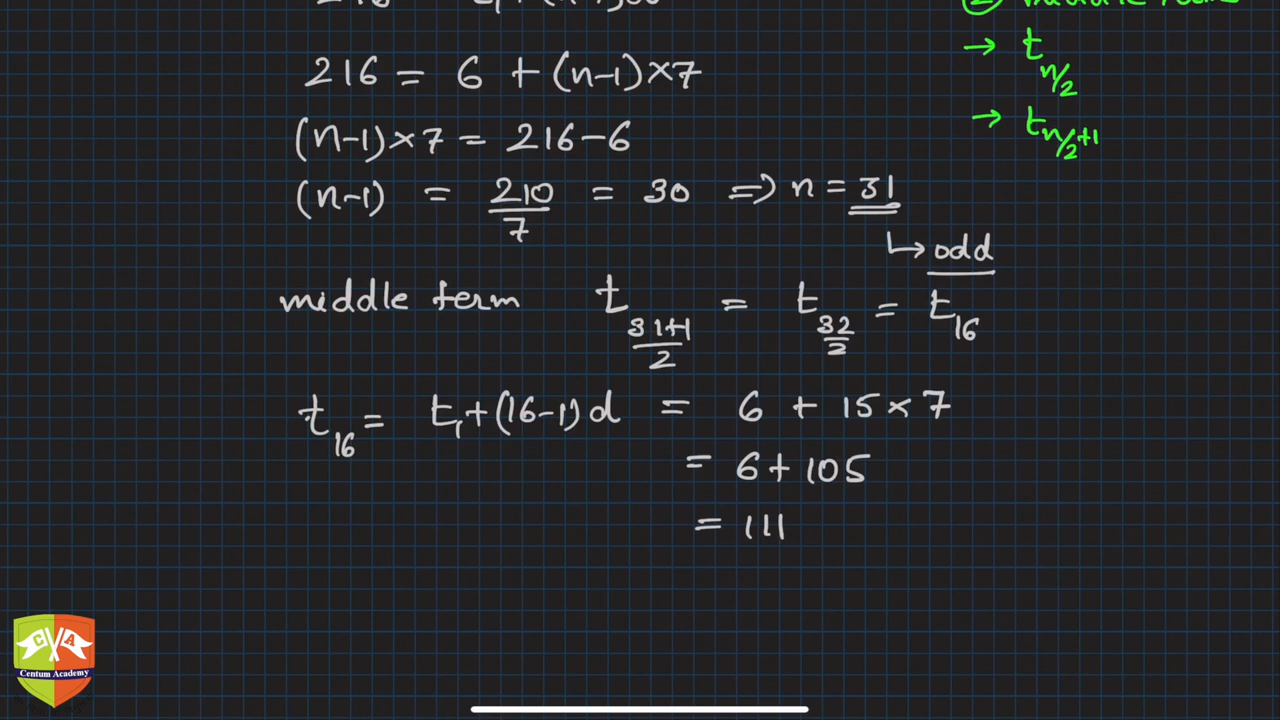 216 = 6 + (n-1)×7
(n-1)×7 = 216-6
(n-1) = 210/7 = 30 => n = 31
↳ odd
middle term t_(31+1)/2 = t_32/2 = t_16
t_16 = t_1+(16-1)d = 6 + 15×7
= 6+105
= 111
→ t_n/2
→ t_n/2+1
CA
Centum Academy